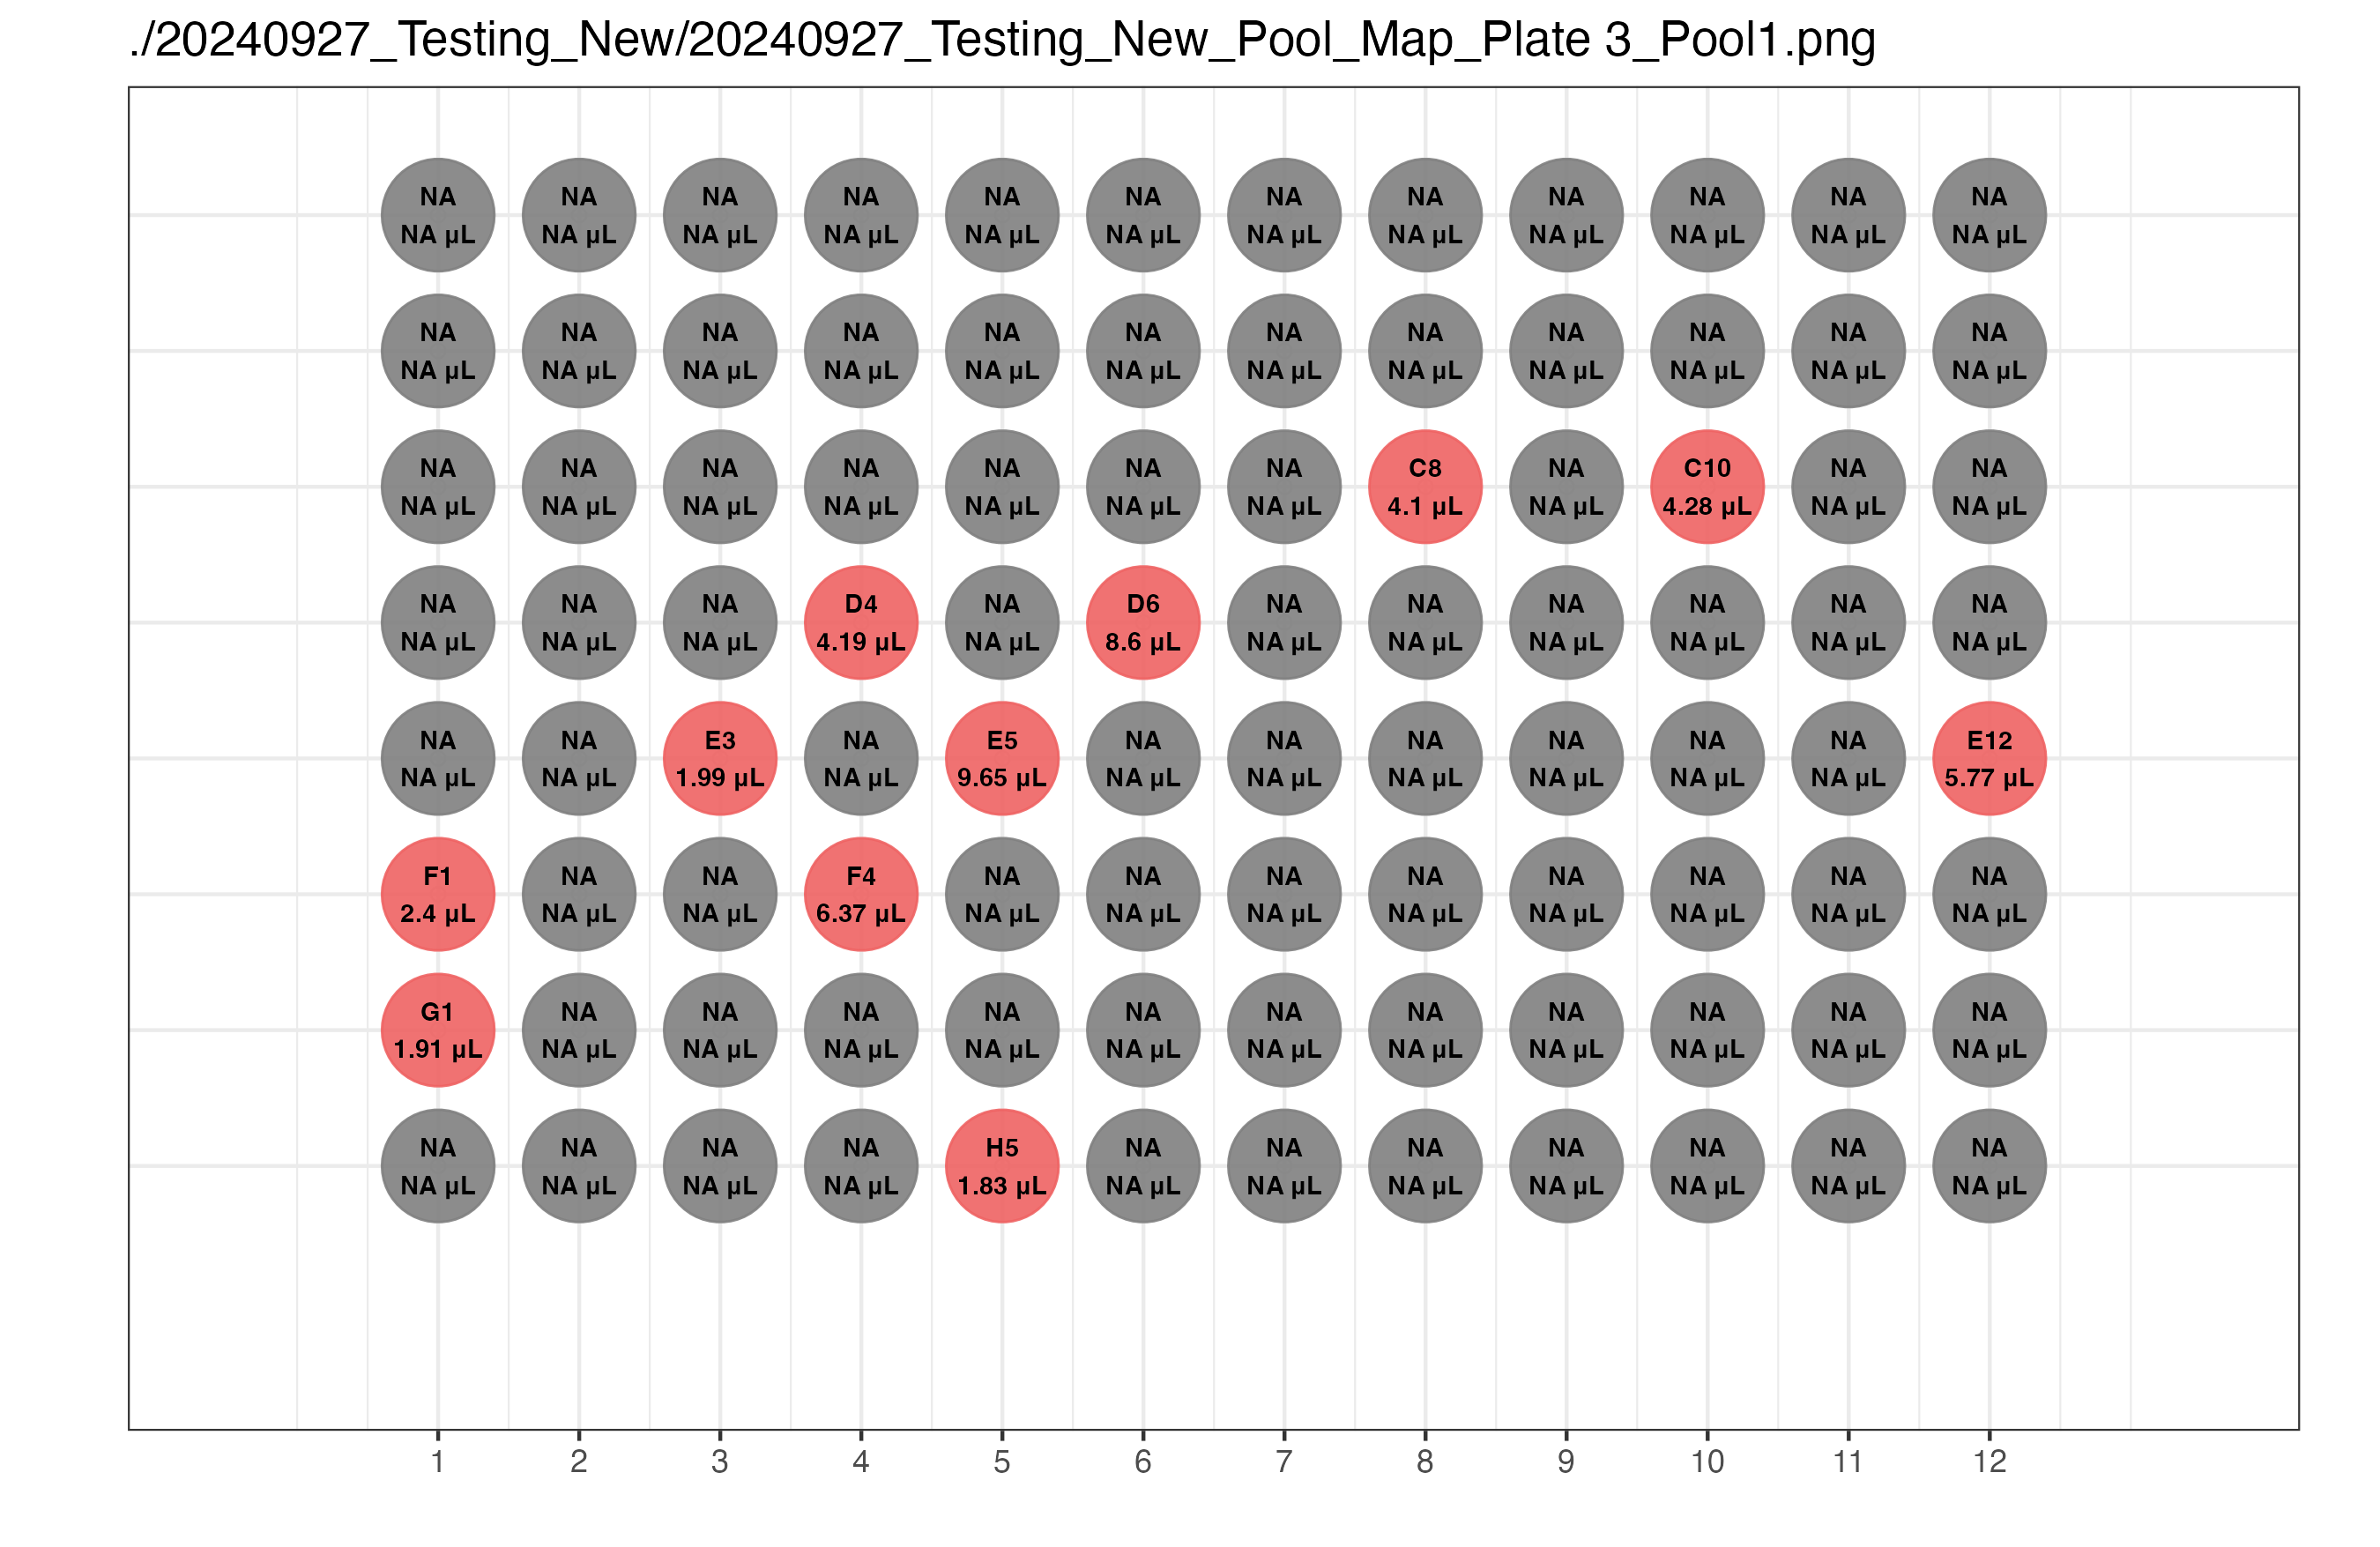 ./20240927_Testing_New/20240927_Testing_New_Pool_Map_Plate 3_Pool1.png
NA NA NA NA NA NA NA NA NA NA NA NA
NA µL NA µL NA µL NA µL NA µL NA µL NA µL NA µL NA µL NA µL NA µL NA µL
NA NA NA NA NA NA NA NA NA NA NA NA
NA µL NA µL NA µL NA µL NA µL NA µL NA µL NA µL NA µL NA µL NA µL NA µL
NA NA NA NA NA NA NA C8 NA C10 NA NA
NA µL NA µL NA µL NA µL NA µL NA µL NA µL 4.1 µL NA µL 4.28 µL NA µL NA µL
NA NA NA D4 NA D6 NA NA NA NA NA NA
NA µL NA µL NA µL 4.19 µL NA µL 8.6 µL NA µL NA µL NA µL NA µL NA µL NA µL
NA NA E3 NA E5 NA NA NA NA NA NA E12
NA µL NA µL 1.99 µL NA µL 9.65 µL NA µL NA µL NA µL NA µL NA µL NA µL 5.77 µL
F1 NA NA F4 NA NA NA NA NA NA NA NA
2.4 µL NA µL NA µL 6.37 µL NA µL NA µL NA µL NA µL NA µL NA µL NA µL NA µL
G1 NA NA NA NA NA NA NA NA NA NA NA
1.91 µL NA µL NA µL NA µL NA µL NA µL NA µL NA µL NA µL NA µL NA µL NA µL
NA NA NA NA H5 NA NA NA NA NA NA NA
NA µL NA µL NA µL NA µL 1.83 µL NA µL NA µL NA µL NA µL NA µL NA µL NA µL
1 2 3 4 5 6 7 8 9 10 11 12